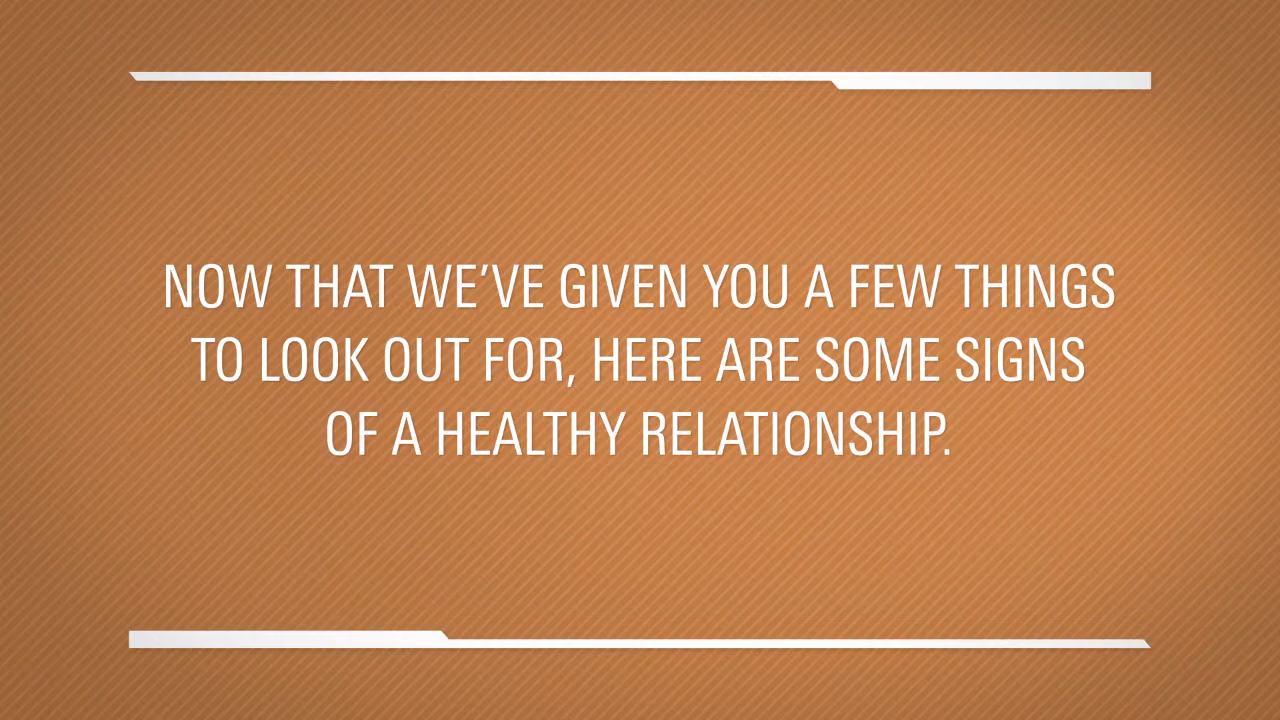 NOW THAT WE’VE GIVEN YOU A FEW THINGS
TO LOOK OUT FOR, HERE ARE SOME SIGNS
OF A HEALTHY RELATIONSHIP.